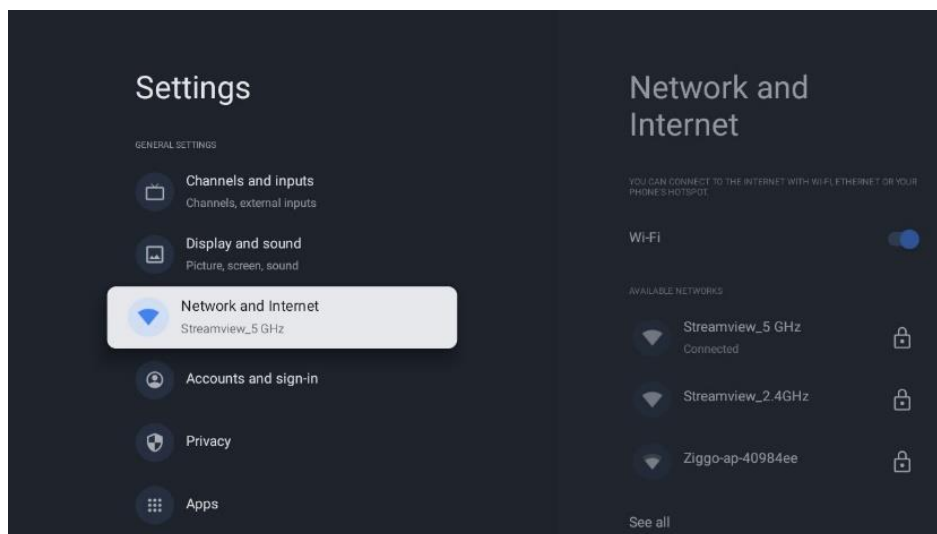 Settings
GENERAL SETTINGS
Channels and inputs
Channels, external inputs
Display and sound
Picture, screen, sound
Network and Internet
Streamview_5 GHz
Accounts and sign-in
Privacy
Apps
Network and
Internet
YOU CAN CONNECT TO THE INTERNET WITH WI-FI, ETHERNET OR YOUR
PHONE'S HOTSPOT.
Wi-Fi
AVAILABLE NETWORKS
Streamview_5 GHz
Connected
Streamview_2.4GHz
Ziggo-ap-40984ee
See all